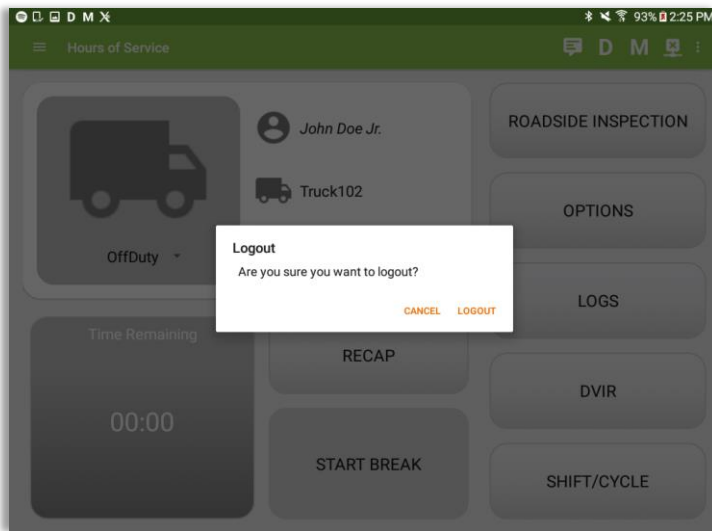 D M 93% 2:25 PM
Hours of Service D M
John Doe Jr.
Truck102
OffDuty
ROADSIDE INSPECTION
OPTIONS
Logout
Are you sure you want to logout?
CANCEL LOGOUT
LOGS
Time Remaining
00:00
RECAP
START BREAK
DVIR
SHIFT/CYCLE